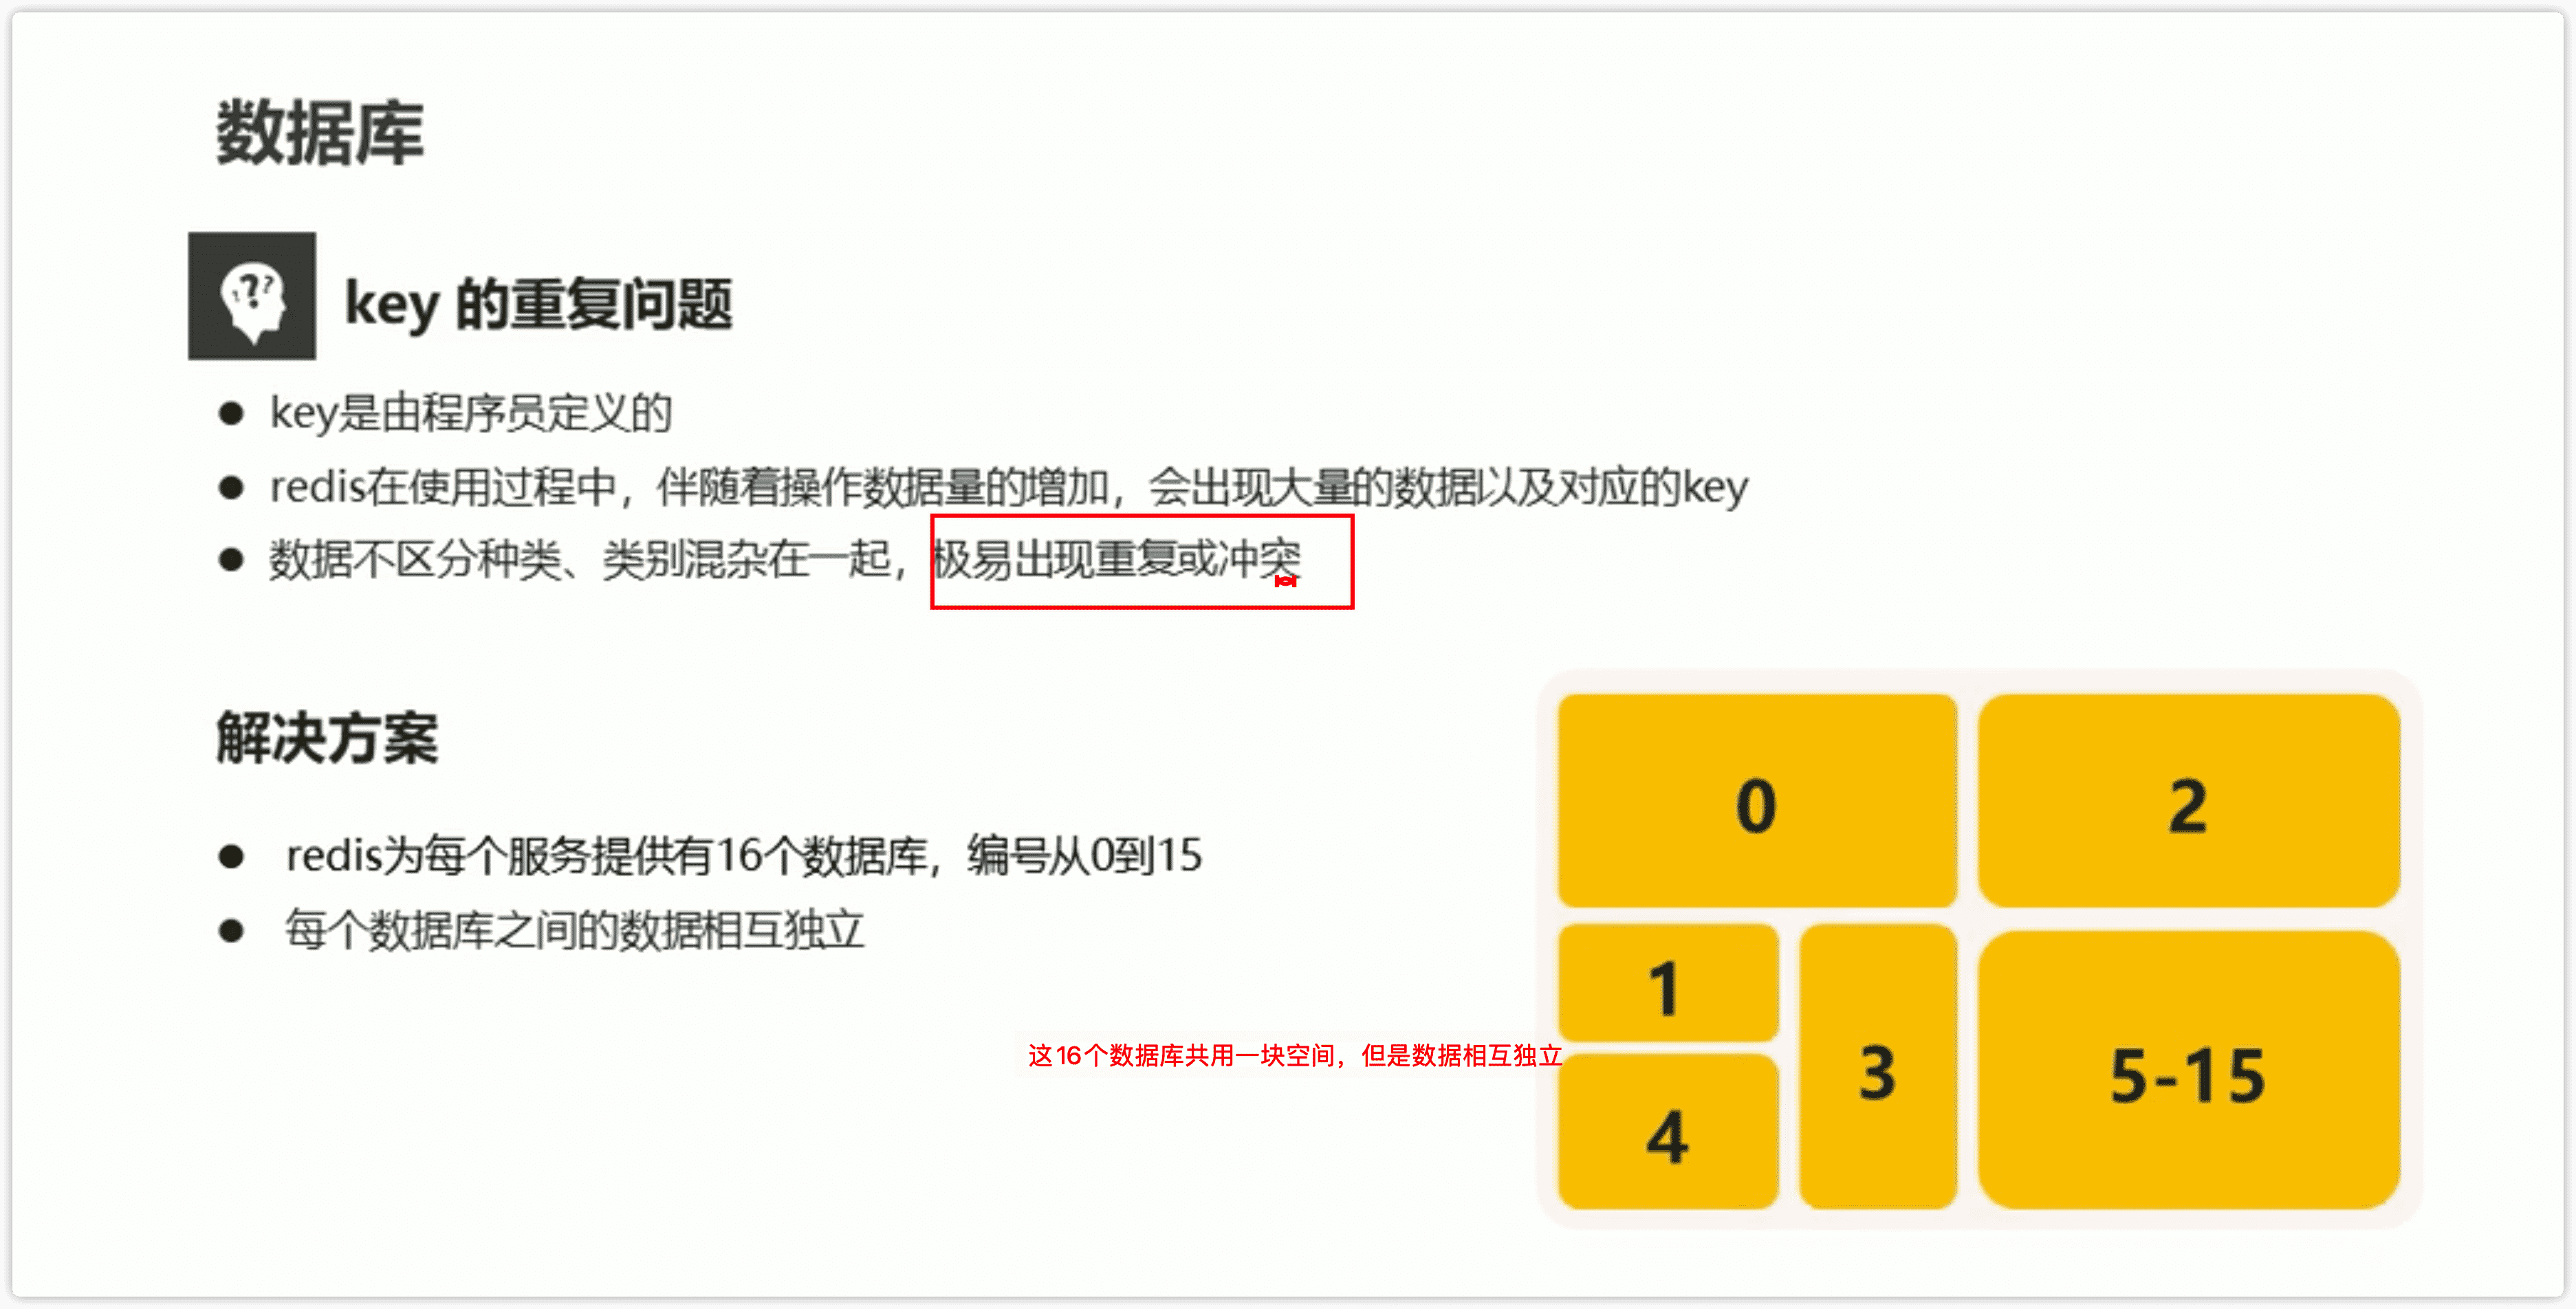 数据库
key 的重复问题
key是由程序员定义的
redis在使用过程中，伴随着操作数据量的增加，会出现大量的数据以及对应的key
数据不区分种类、类别混杂在一起，极易出现重复或冲突
解决方案
redis为每个服务提供有16个数据库，编号从0到15
每个数据库之间的数据相互独立
这16个数据库共用一块空间，但是数据相互独立
0
2
1
3
4
5-15